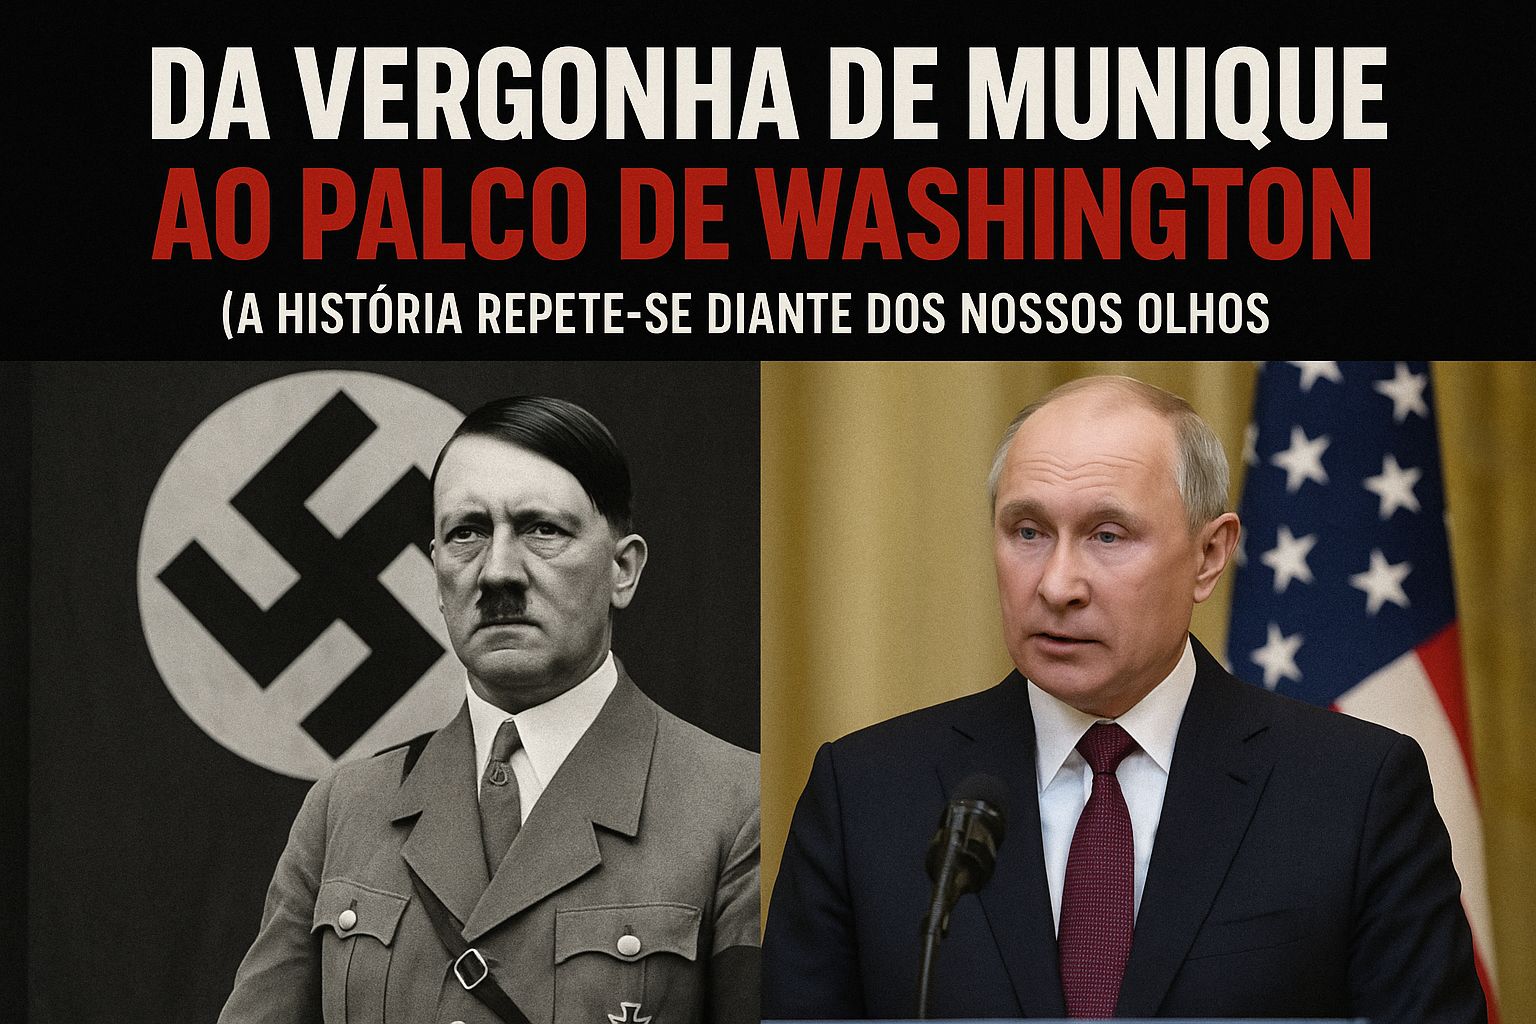 DA VERGONHA DE MUNIQUE
AO PALCO DE WASHINGTON
(A HISTÓRIA REPETE-SE DIANTE DOS NOSSOS OLHOS